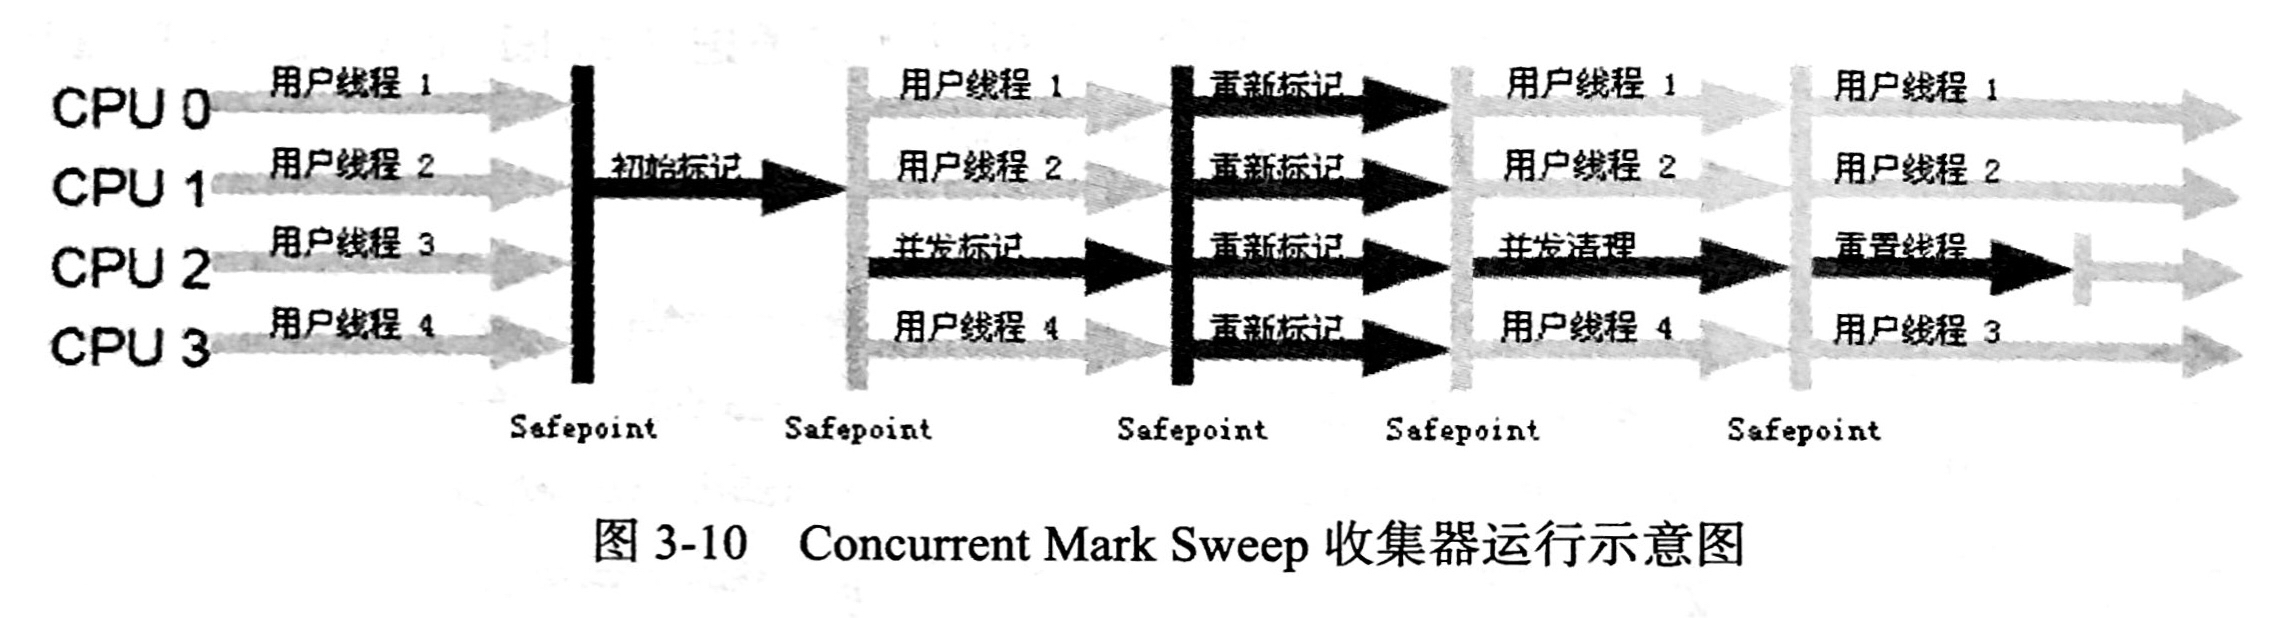 CPU 0 用户线程 1 用户线程 1 重新标记 用户线程 1 用户线程 1
CPU 1 用户线程 2 初始标记 用户线程 2 重新标记 用户线程 2 用户线程 2
CPU 2 用户线程 3 并发标记 重新标记 并发清理 重置线程
CPU 3 用户线程 4 用户线程 4 重新标记 用户线程 4 用户线程 3
Safepoint Safepoint Safepoint Safepoint Safepoint
图 3-10 Concurrent Mark Sweep 收集器运行示意图